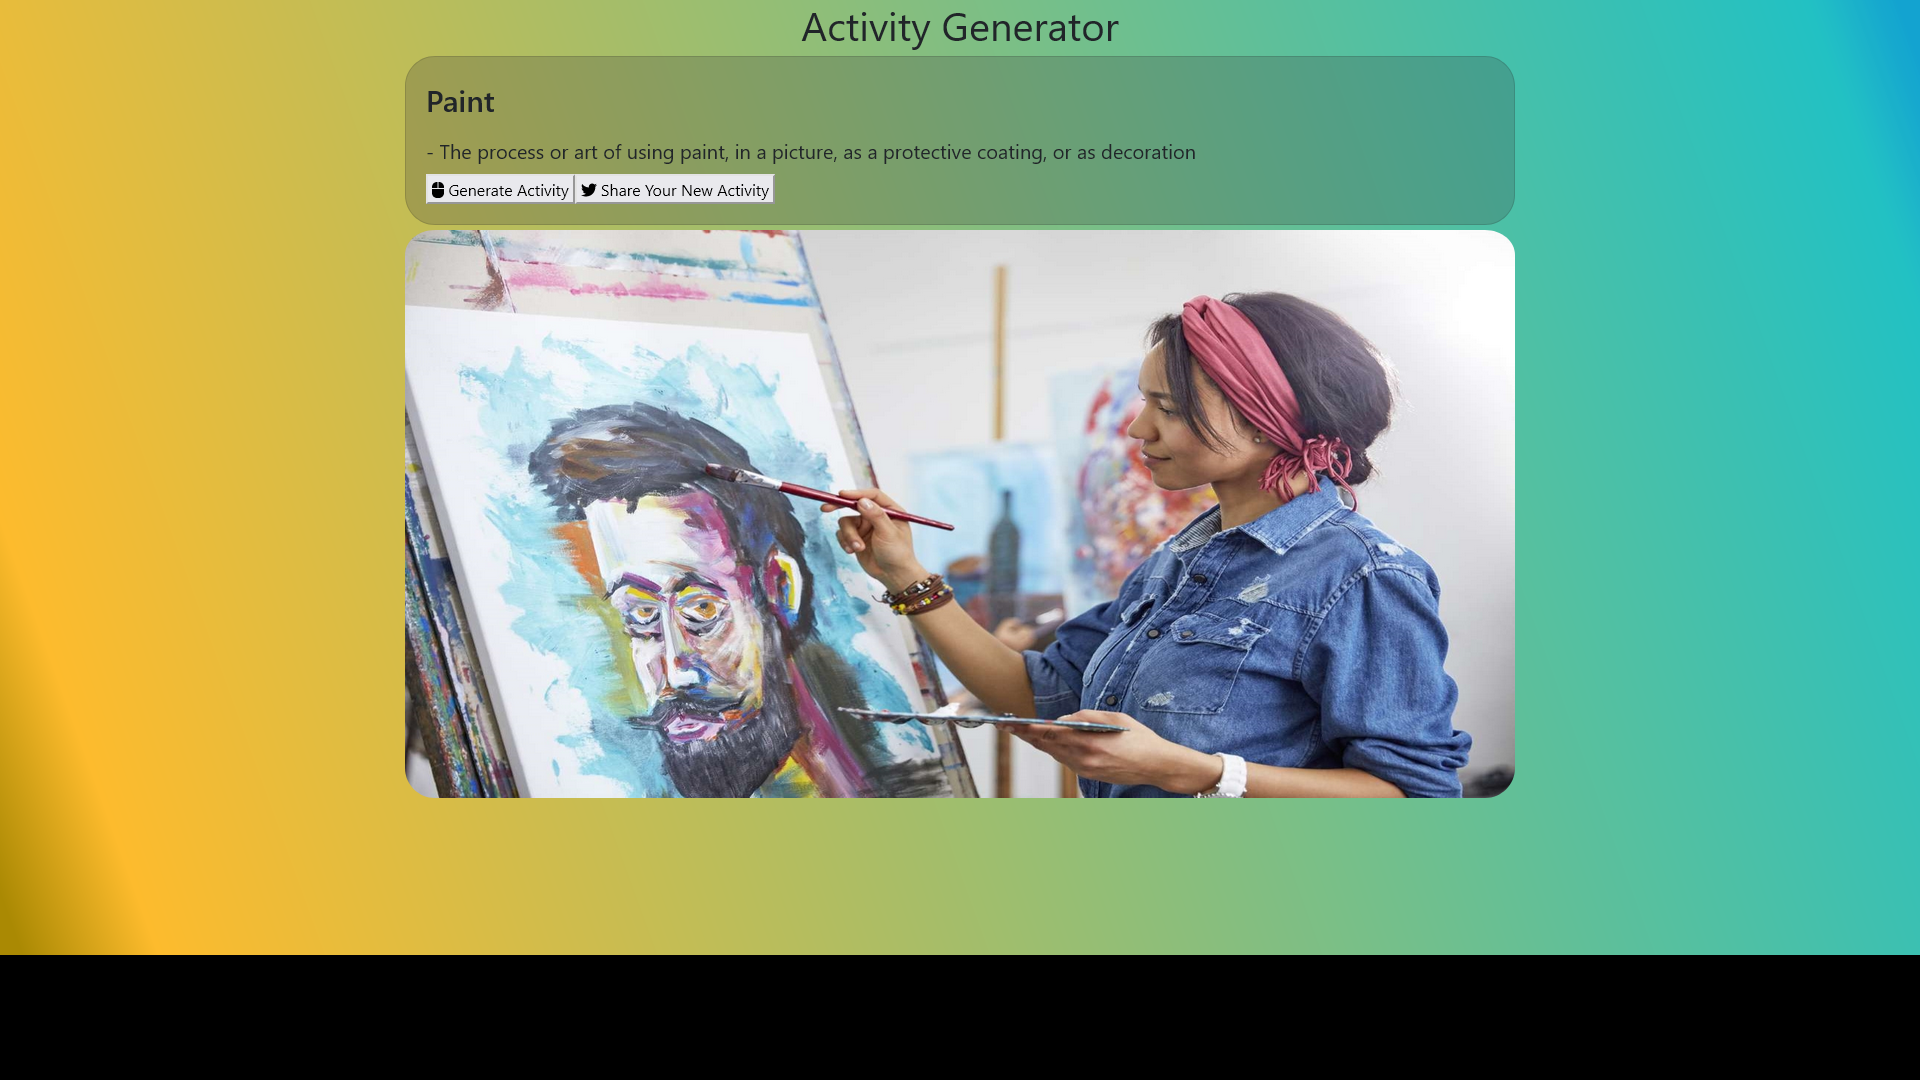 Activity Generator
Paint
- The process or art of using paint, in a picture, as a protective coating, or as decoration
Generate Activity Share Your New Activity